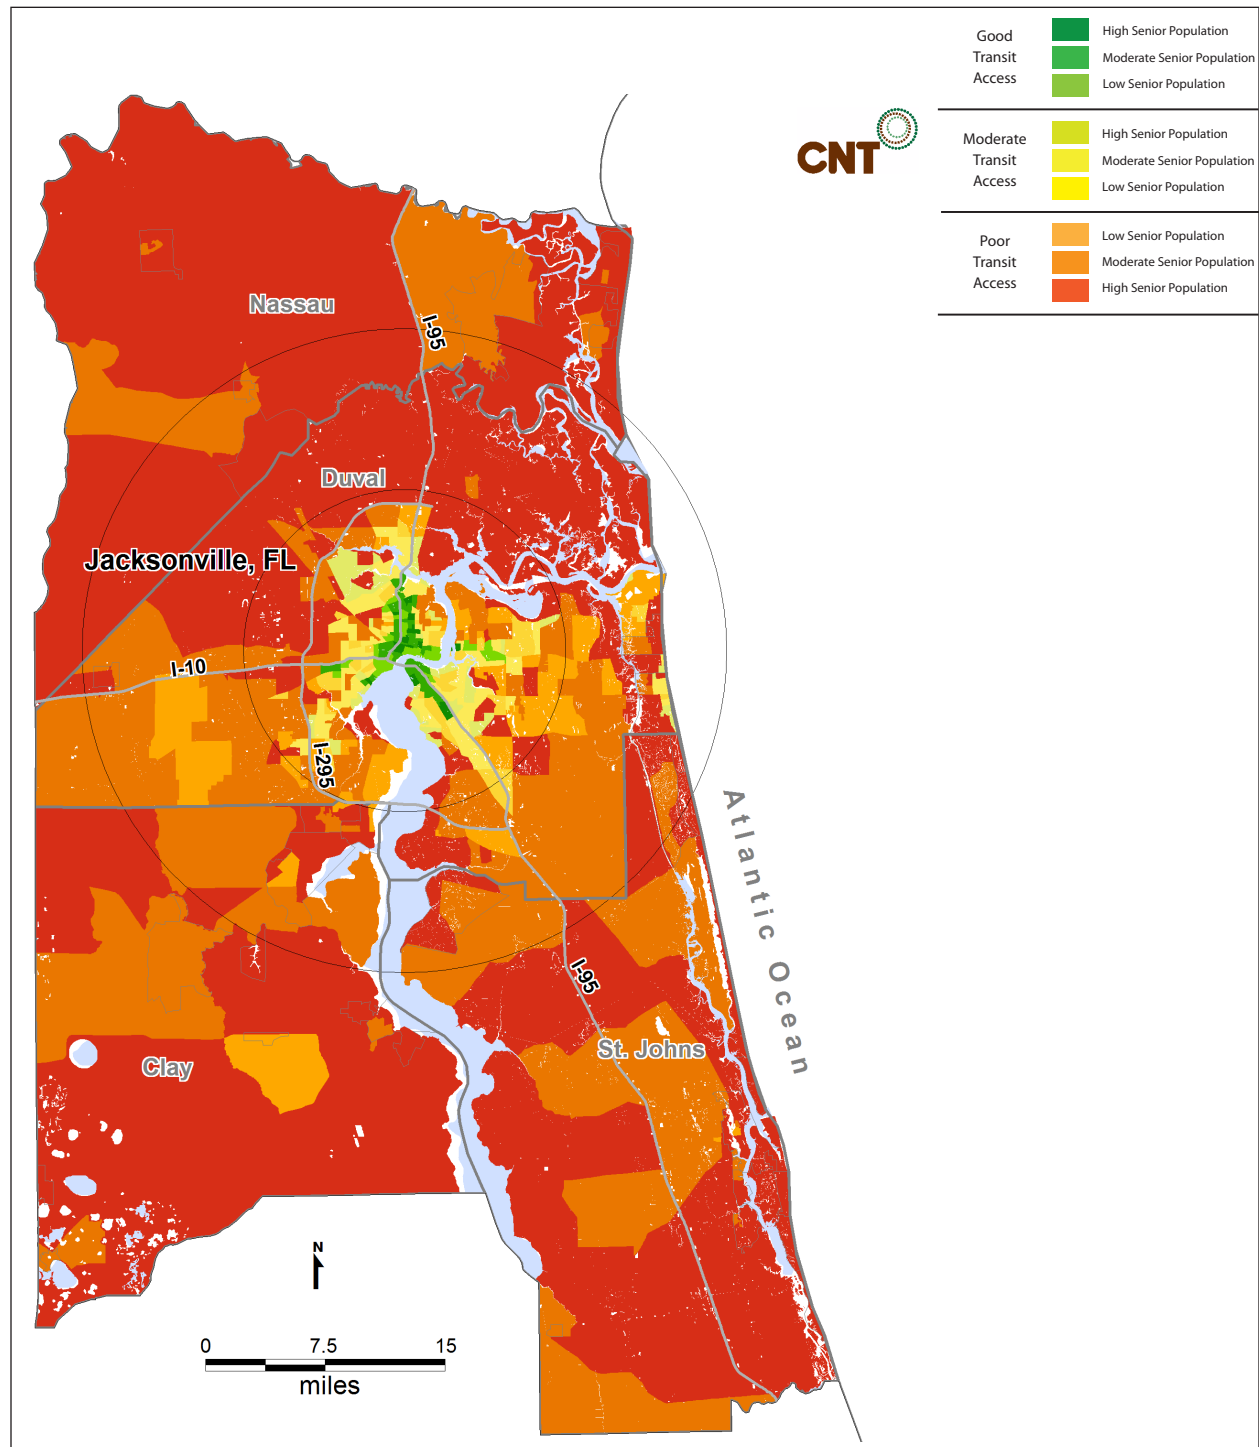 Good
Transit
Access
High Senior Population
Moderate Senior Population
Low Senior Population
Moderate
Transit
Access
High Senior Population
Moderate Senior Population
Low Senior Population
Poor
Transit
Access
Low Senior Population
Moderate Senior Population
High Senior Population
CNT
Nassau
I-95
Duval
Jacksonville, FL
I-10
I-295
Atlantic Ocean
I-95
St. Johns
Clay
N
0 7.5 15
miles